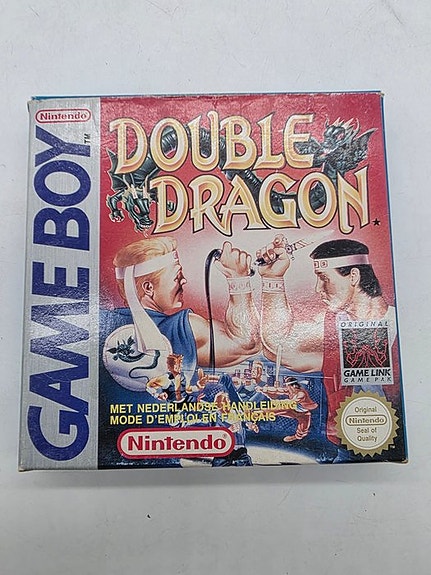 Nintendo
GAME BOY
TM
DOUBLE
DRAGON
ORIGINAL
GAME LINK
GAME PAK
MET NEDERLANDSE HANDLEIDING
MODE D'EMPLOI EN FRANÇAIS
Nintendo
Original
Nintendo
Seal of
Quality